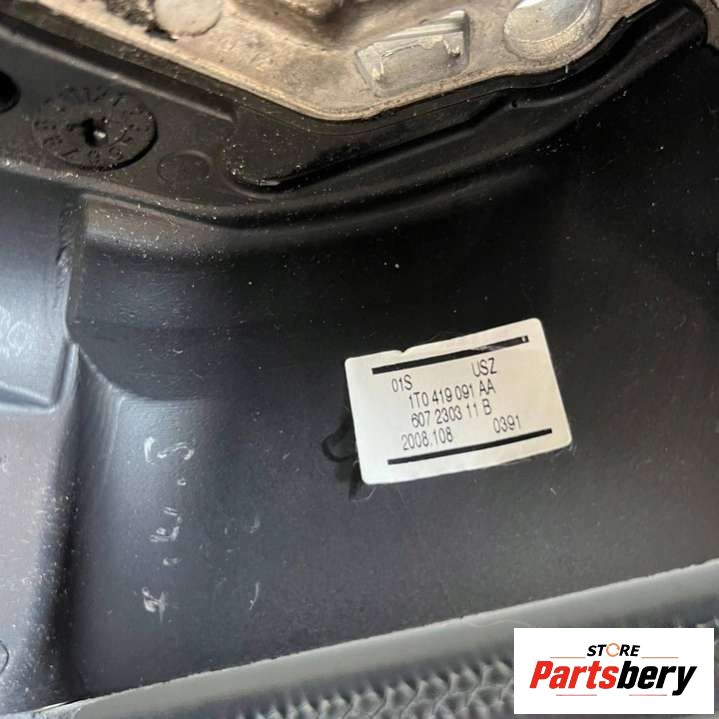 01S USZ
1T0 419 091 AA
607 2303 11 B
2008.108 0391
STORE
Partsbery